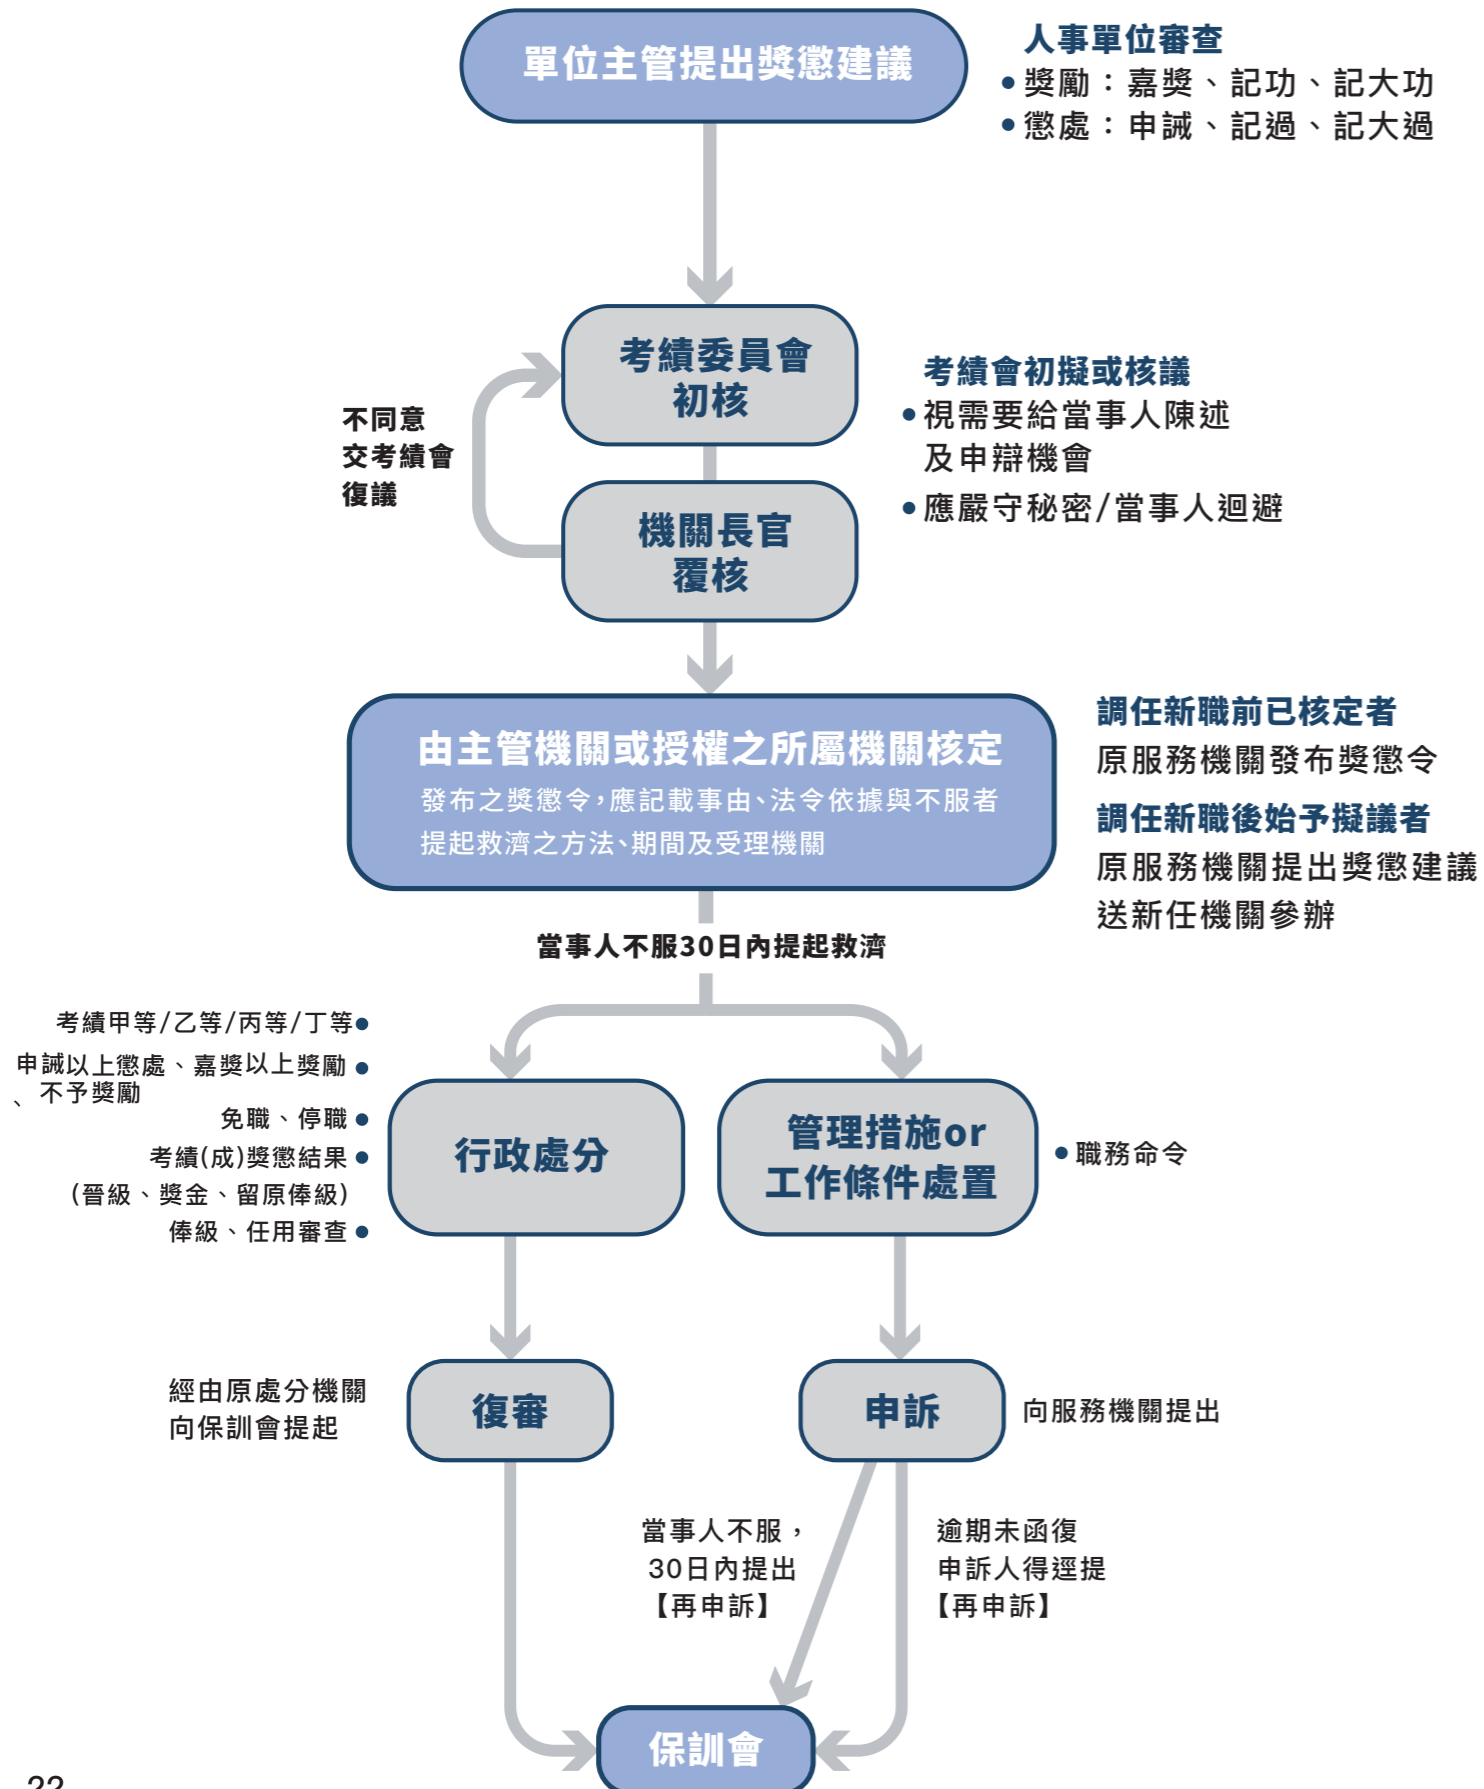 單位主管提出獎懲建議
人事單位審查
•獎勵：嘉獎、記功、記大功
•懲處：申誡、記過、記大過
考績委員會
初核
不同意
交考績會
復議
機關長官
覆核
考績會初擬或核議
•視需要給當事人陳述
及申辯機會
•應嚴守秘密/當事人迴避
由主管機關或授權之所屬機關核定
發布之獎懲令，應記載事由、法令依據與不服者
提起救濟之方法、期間及受理機關
調任新職前已核定者
原服務機關發布獎懲令
調任新職後始予擬議者
原服務機關提出獎懲建議
送新任機關參辦
當事人不服30日內提起救濟
考績甲等/乙等/丙等/丁等•
申誡以上懲處、嘉獎以上獎勵•
、不予獎勵
免職、停職•
考績(成)獎懲結果•
(晉級、獎金、留原俸級)
俸級、任用審查•
行政處分
管理措施or
工作條件處置
•職務命令
經由原處分機關
向保訓會提起
復審
申訴
向服務機關提出
當事人不服，
30日內提出
【再申訴】
逾期未函復
申訴人得逕提
【再申訴】
保訓會
22